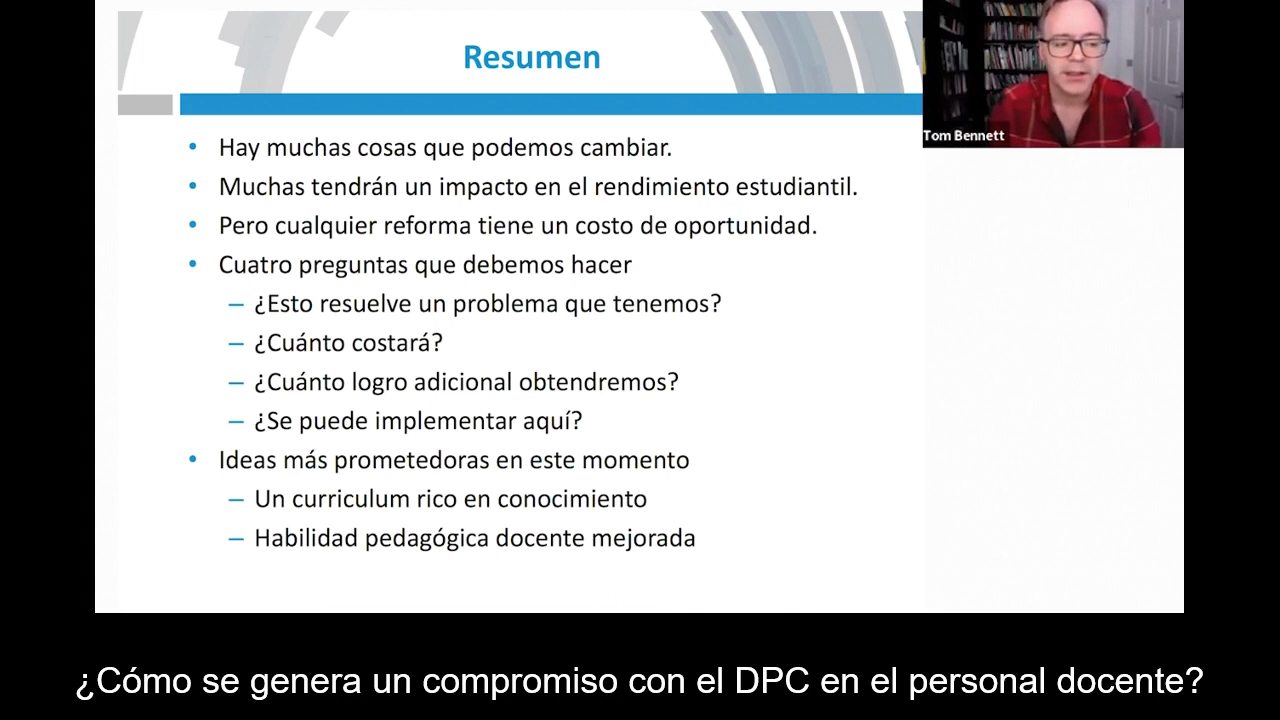 Resumen
Tom Bennett
• Hay muchas cosas que podemos cambiar.
• Muchas tendrán un impacto en el rendimiento estudiantil.
• Pero cualquier reforma tiene un costo de oportunidad.
• Cuatro preguntas que debemos hacer
– ¿Esto resuelve un problema que tenemos?
– ¿Cuánto costará?
– ¿Cuánto logro adicional obtendremos?
– ¿Se puede implementar aquí?
• Ideas más prometedoras en este momento
– Un curriculum rico en conocimiento
– Habilidad pedagógica docente mejorada
¿Cómo se genera un compromiso con el DPC en el personal docente?